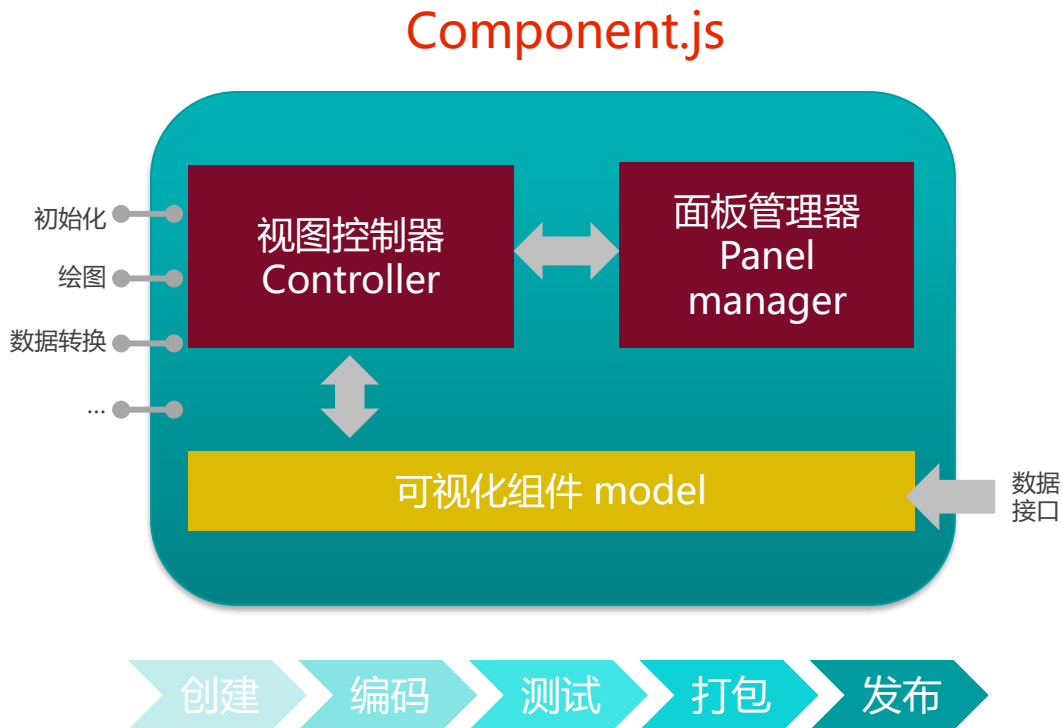 Component.js
初始化
绘图
数据转换
...
视图控制器
Controller
面板管理器
Panel
manager
可视化组件 model
数据
接口
创建
编码
测试
打包
发布